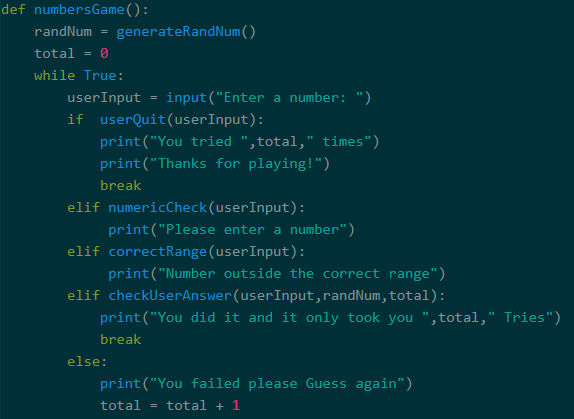 def numbersGame():
    randNum = generateRandNum()
    total = 0
    while True:
        userInput = input("Enter a number: ")
        if  userQuit(userInput):
            print("You tried ",total," times")
            print("Thanks for playing!")
            break
        elif numericCheck(userInput):
             print("Please enter a number")
        elif correctRange(userInput):
             print("Number outside the correct range")
        elif checkUserAnswer(userInput,randNum,total):
            print("You did it and it only took you ",total," Tries")
            break
        else:
            print("You failed please Guess again")
            total = total + 1